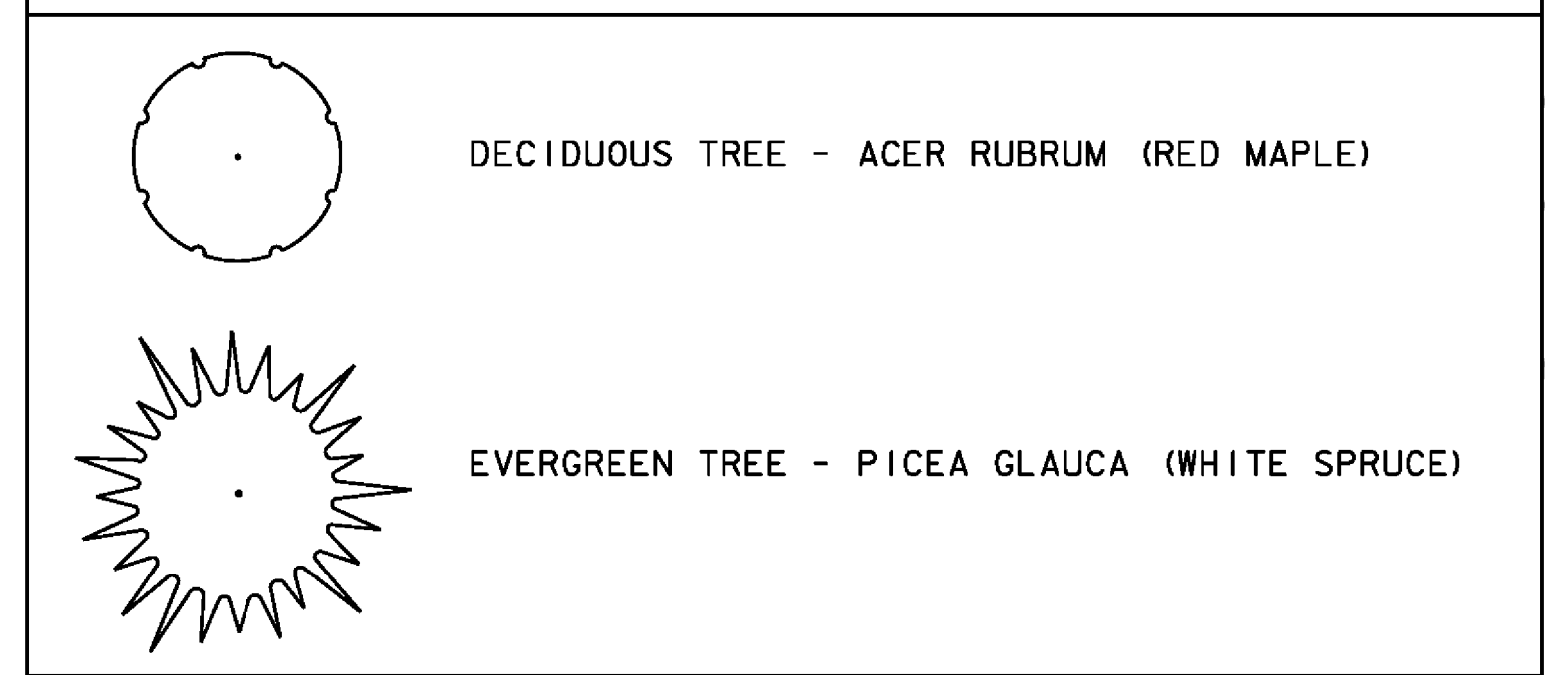 DECIDUOUS TREE - ACER RUBRUM (RED MAPLE)
EVERGREEN TREE - PICEA GLAUCA (WHITE SPRUCE)